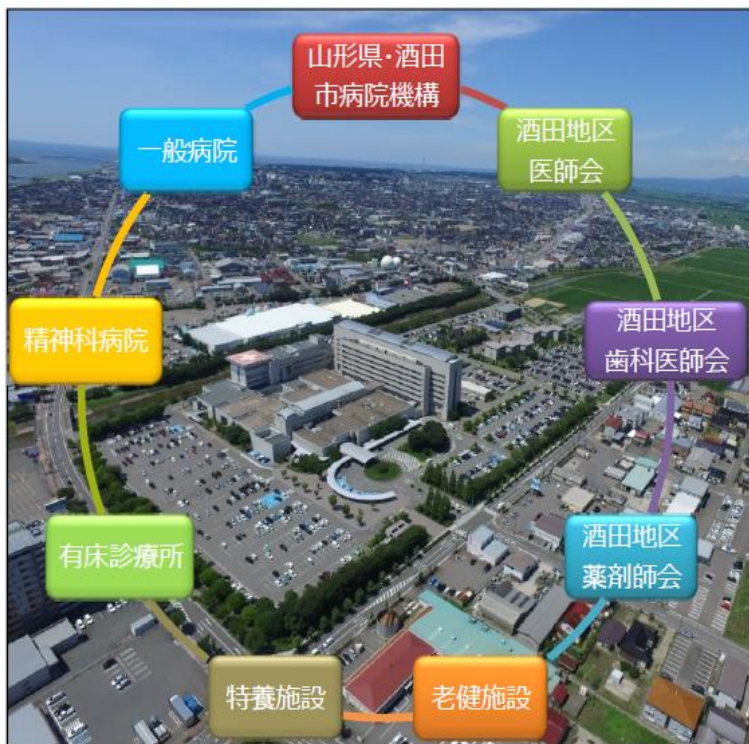 山形県・酒田
市病院機構
酒田地区
医師会
酒田地区
歯科医師会
酒田地区
薬剤師会
老健施設
特養施設
有床診療所
精神科病院
一般病院